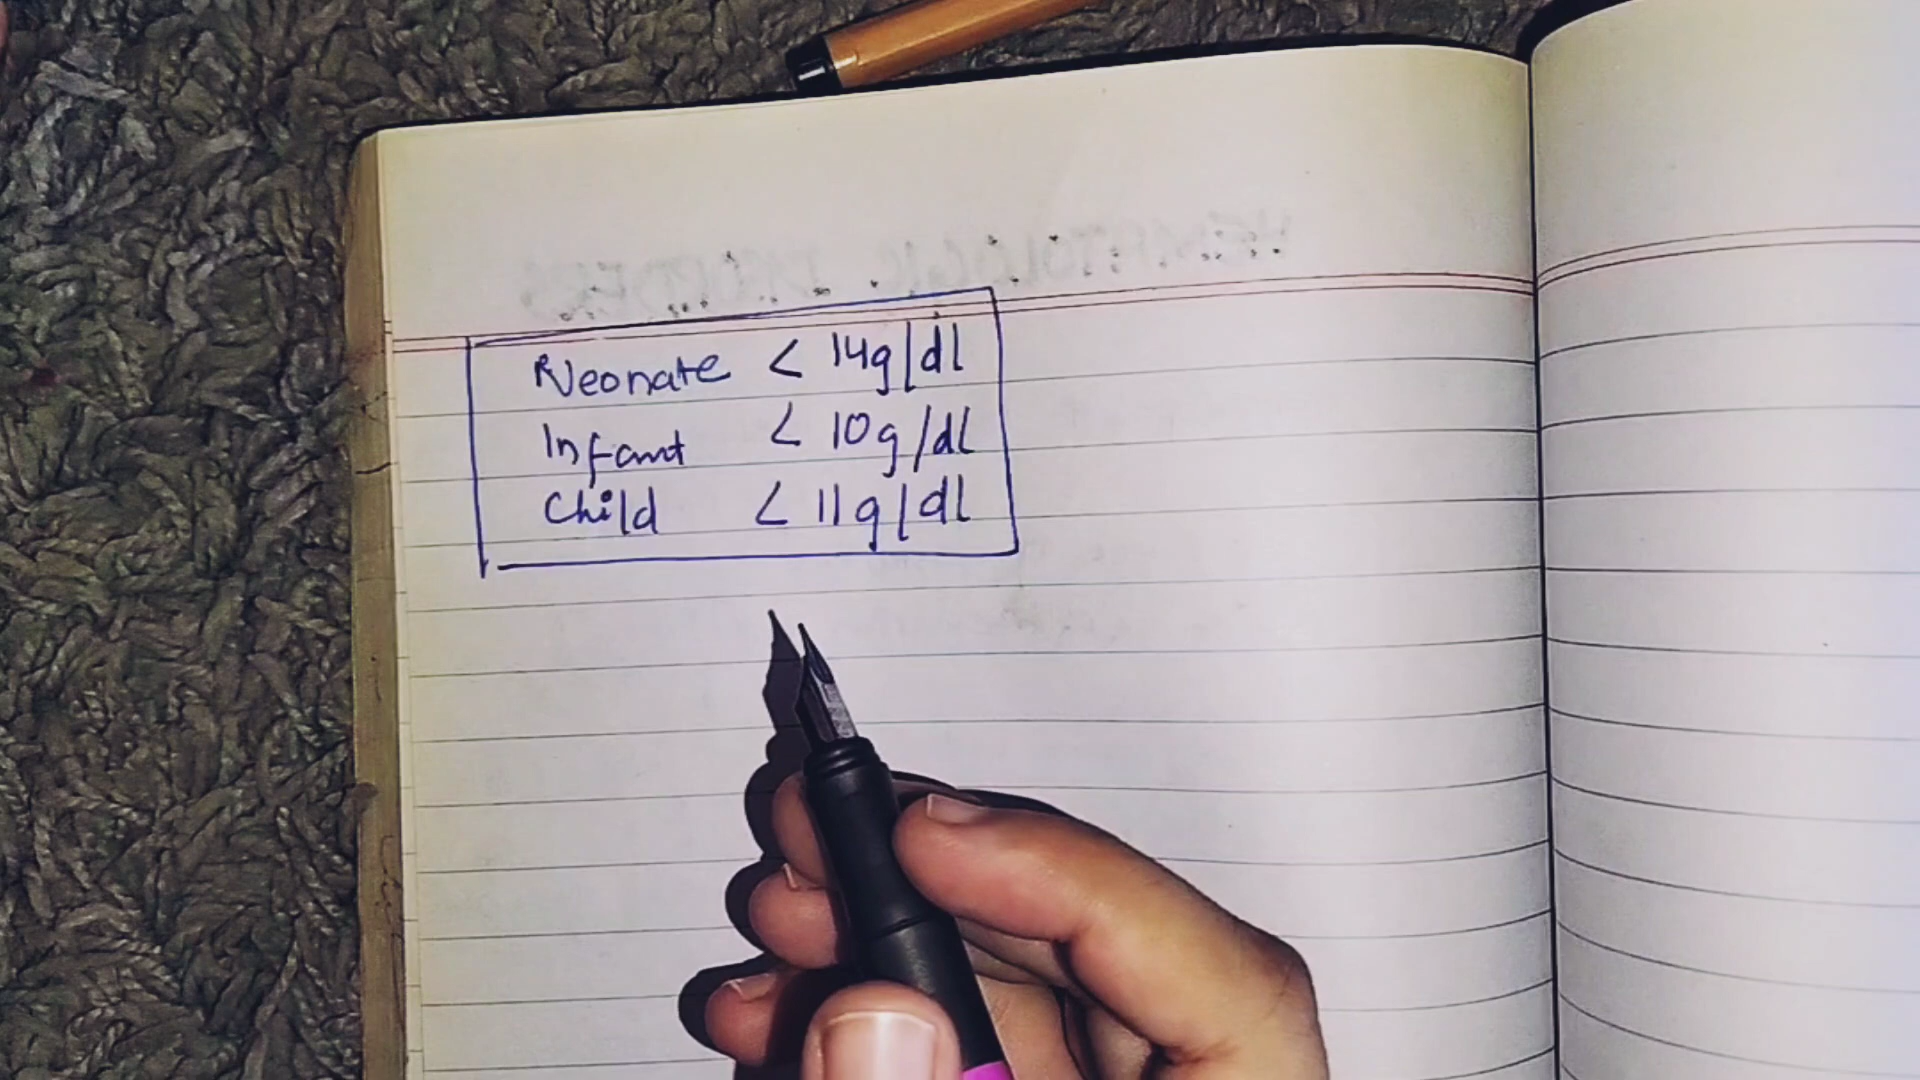 Neonate < 14g/dl
Infant < 10g/dl
Child < 11g/dl